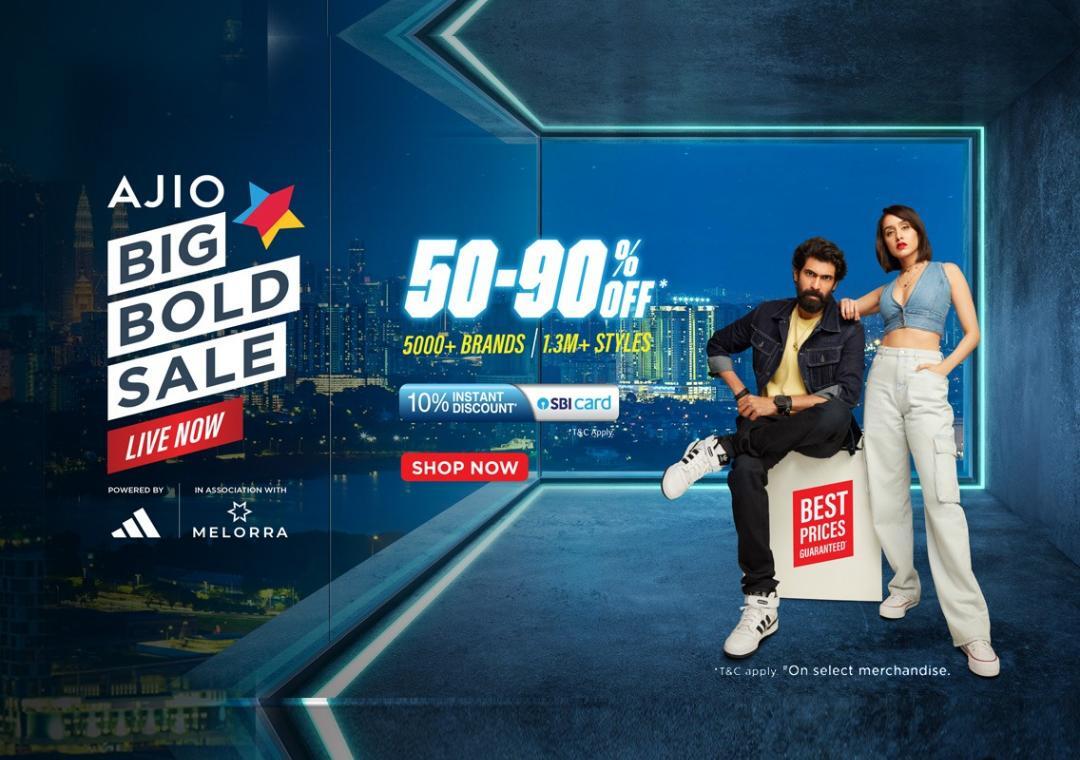 AJIO
BIG
BOLD
SALE
LIVE NOW
POWERED BY
IN ASSOCIATION WITH
MELORRA
50-90% OFF*
5000+ BRANDS | 1.3M+ STYLES
10% INSTANT DISCOUNT*
SBI card
*T&C Apply.
SHOP NOW
BEST
PRICES
GUARANTEED#
*T&C apply. #On select merchandise.